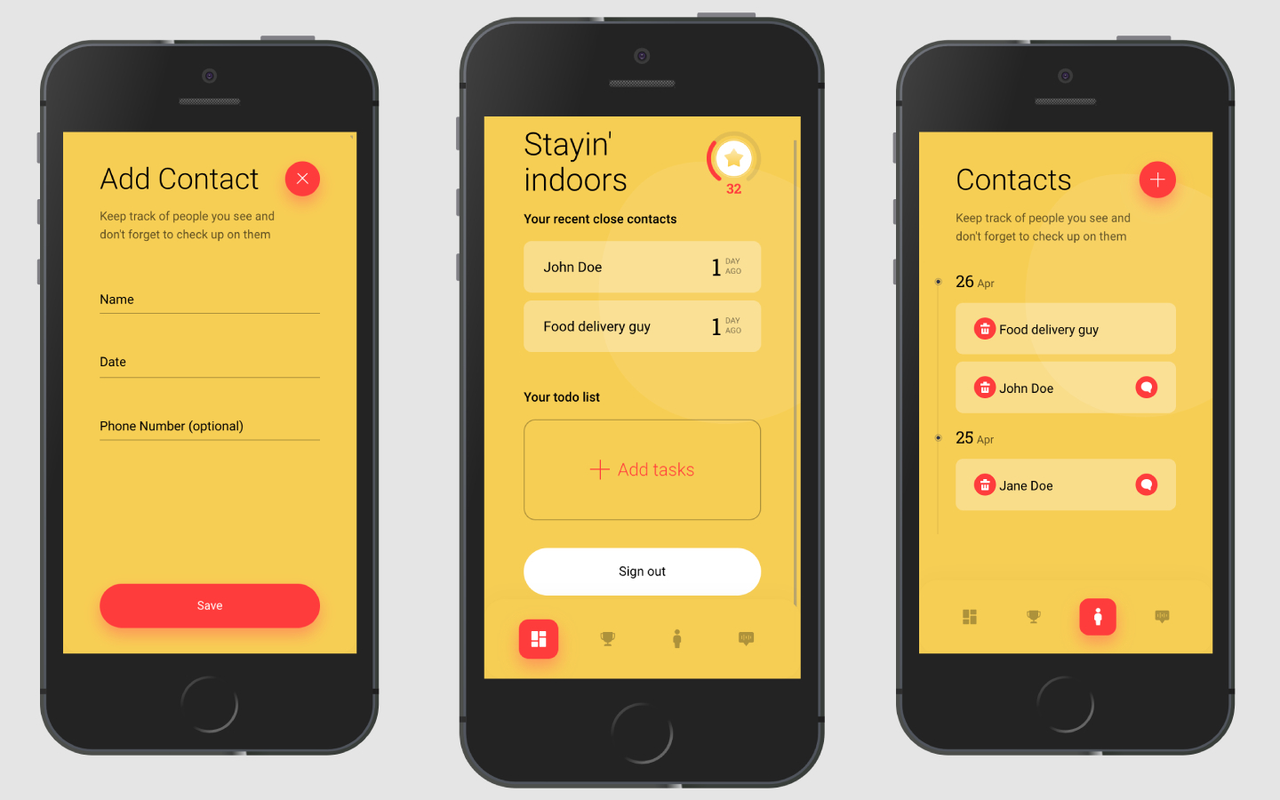 Add Contact
Keep track of people you see and
don't forget to check up on them
Name
Date
Phone Number (optional)
Save
Stayin'
indoors
32
Your recent close contacts
John Doe 1 DAY AGO
Food delivery guy 1 DAY AGO
Your todo list
Add tasks
Sign out
Contacts
Keep track of people you see and
don't forget to check up on them
26 Apr
Food delivery guy
John Doe
25 Apr
Jane Doe